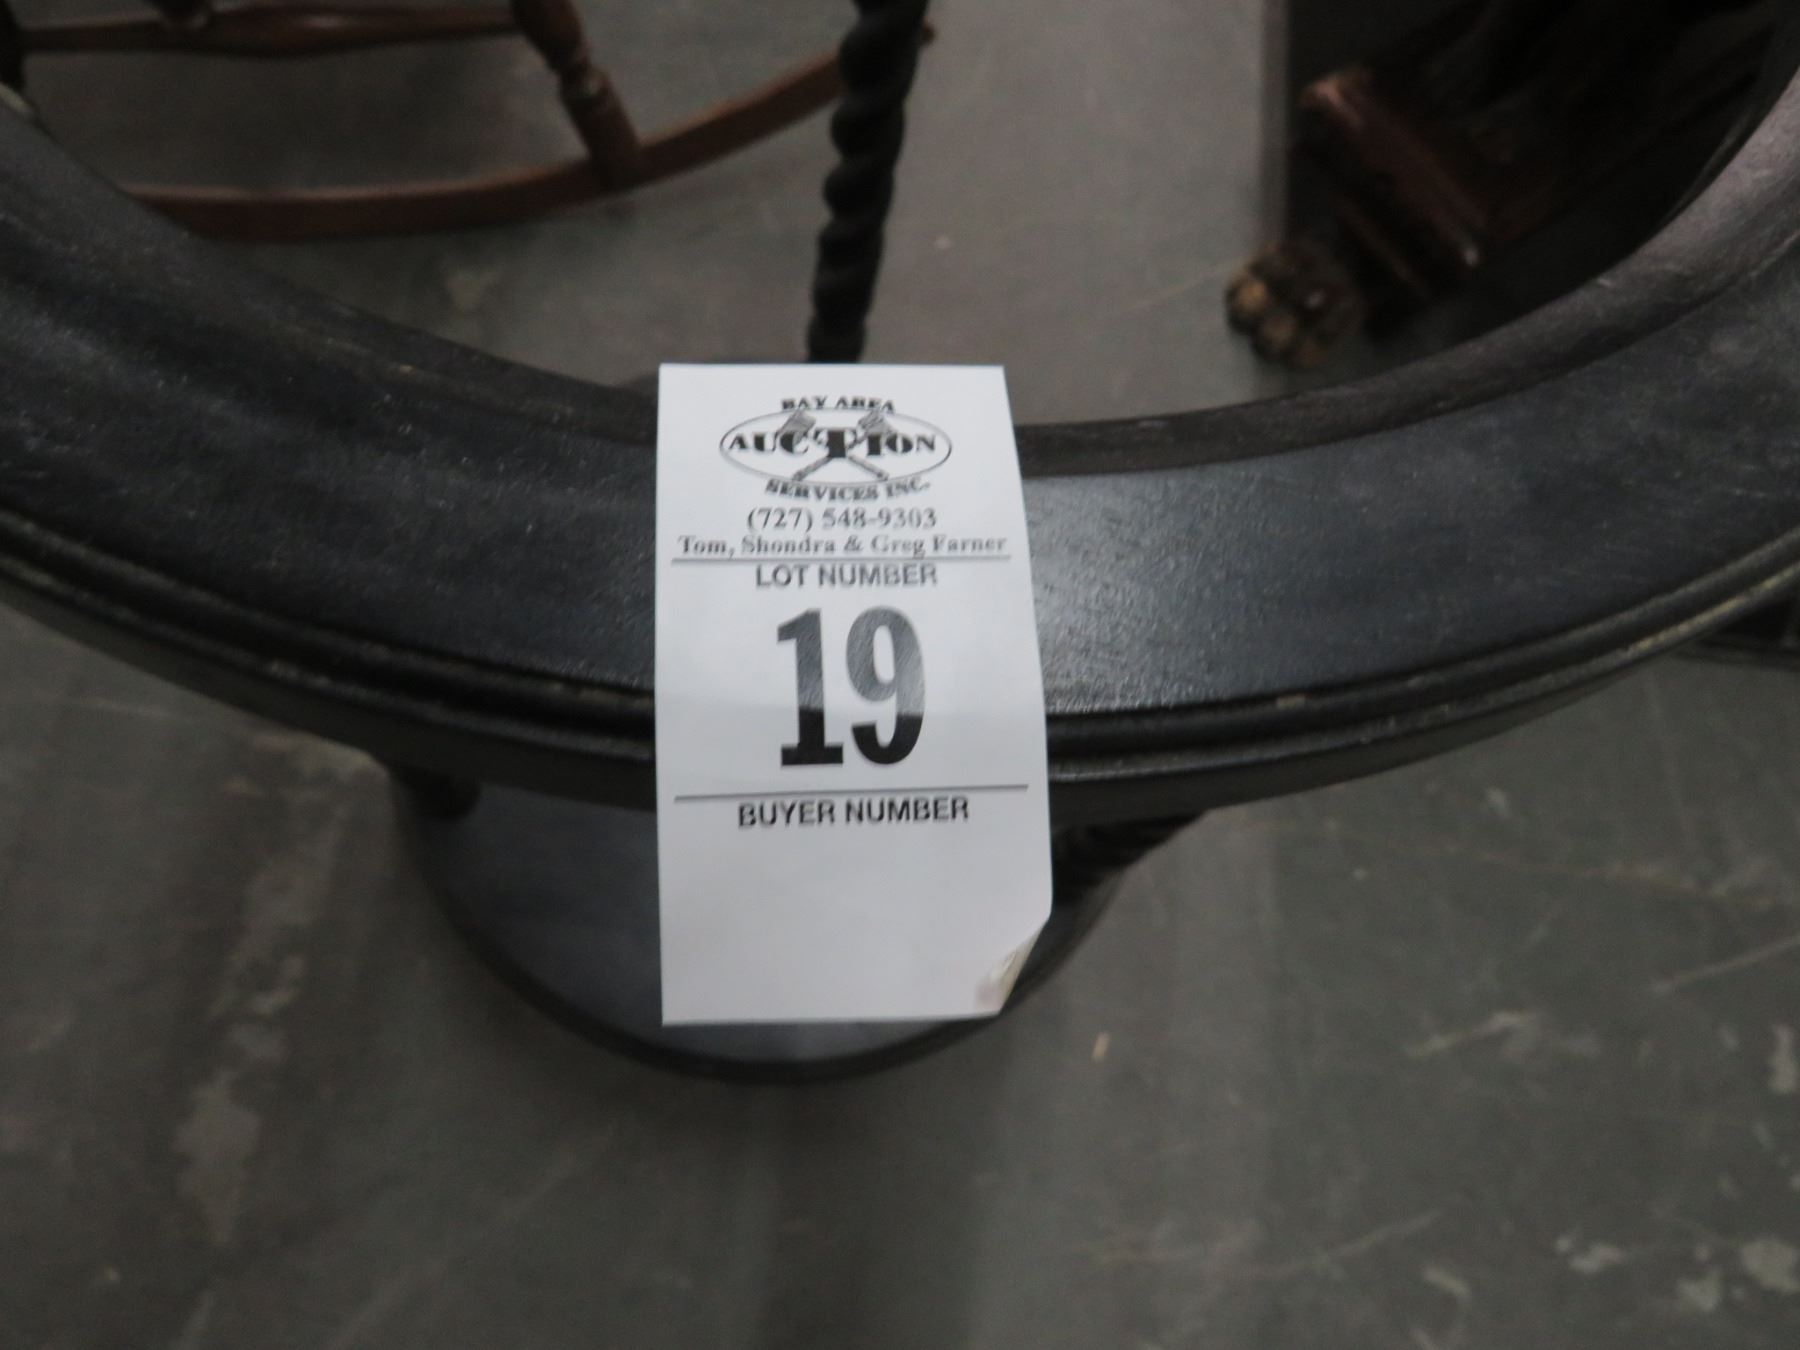 BAY AREA
AUCTION
SERVICES INC.
(727) 548-9303
Tom, Shondra & Greg Farner
LOT NUMBER
19
BUYER NUMBER